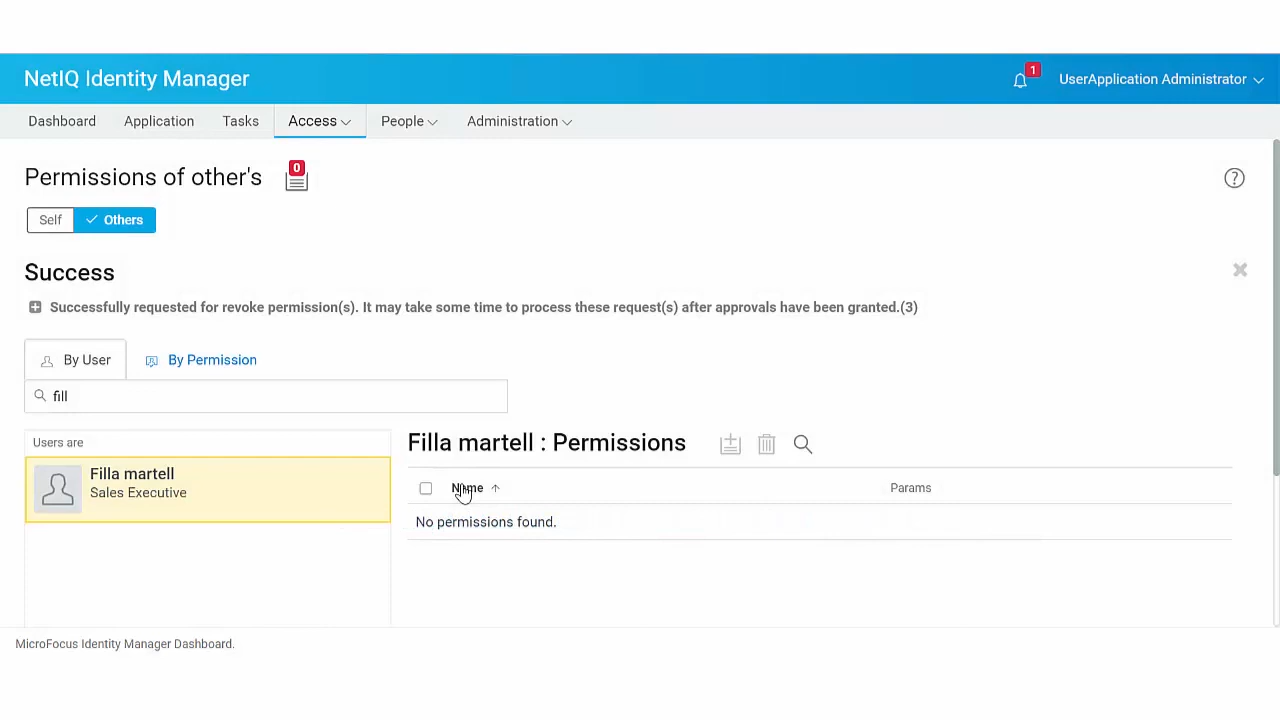 NetIQ Identity Manager
1
UserApplication Administrator
Dashboard Application Tasks Access People Administration
Permissions of other's
0
Self Others
Success
Successfully requested for revoke permission(s). It may take some time to process these request(s) after approvals have been granted.(3)
By User By Permission
fill
Users are
Filla martell
Sales Executive
Filla martell : Permissions
Name Params
No permissions found.
MicroFocus Identity Manager Dashboard.